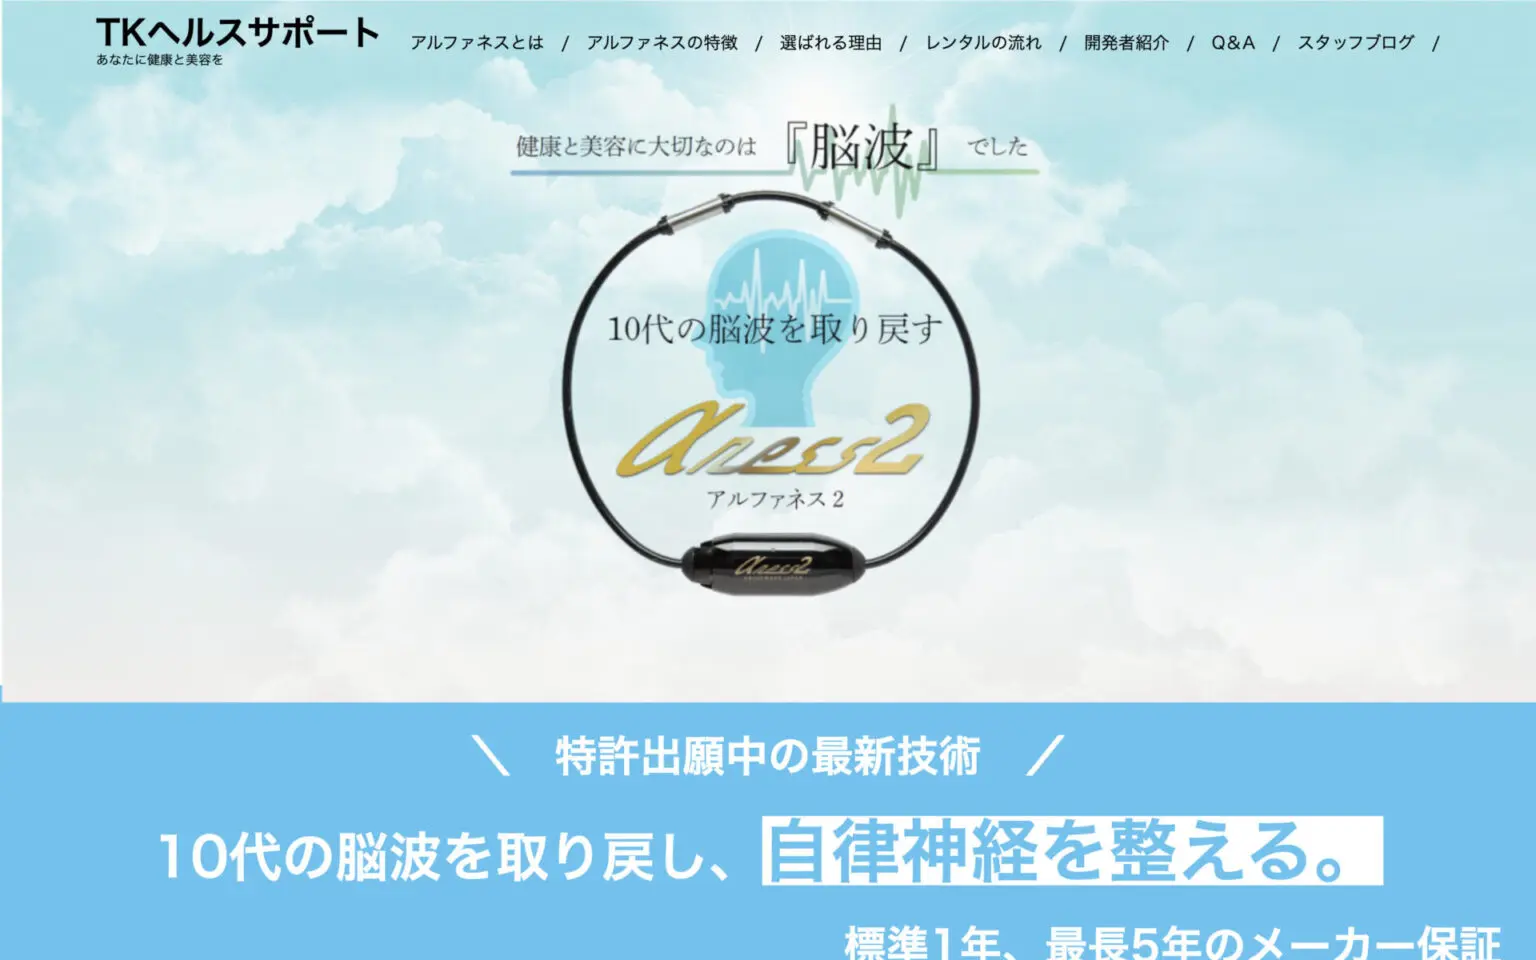 TKヘルスサポート
あなたに健康と美容を
アルファネスとは / アルファネスの特徴 / 選ばれる理由 / レンタルの流れ / 開発者紹介 / Q&A / スタッフブログ /
健康と美容に大切なのは『脳波』でした
10代の脳波を取り戻す
αness2
アルファネス2
αness2
\ 特許出願中の最新技術 /
10代の脳波を取り戻し、自律神経を整える。
標準1年、最長5年のメーカー保証